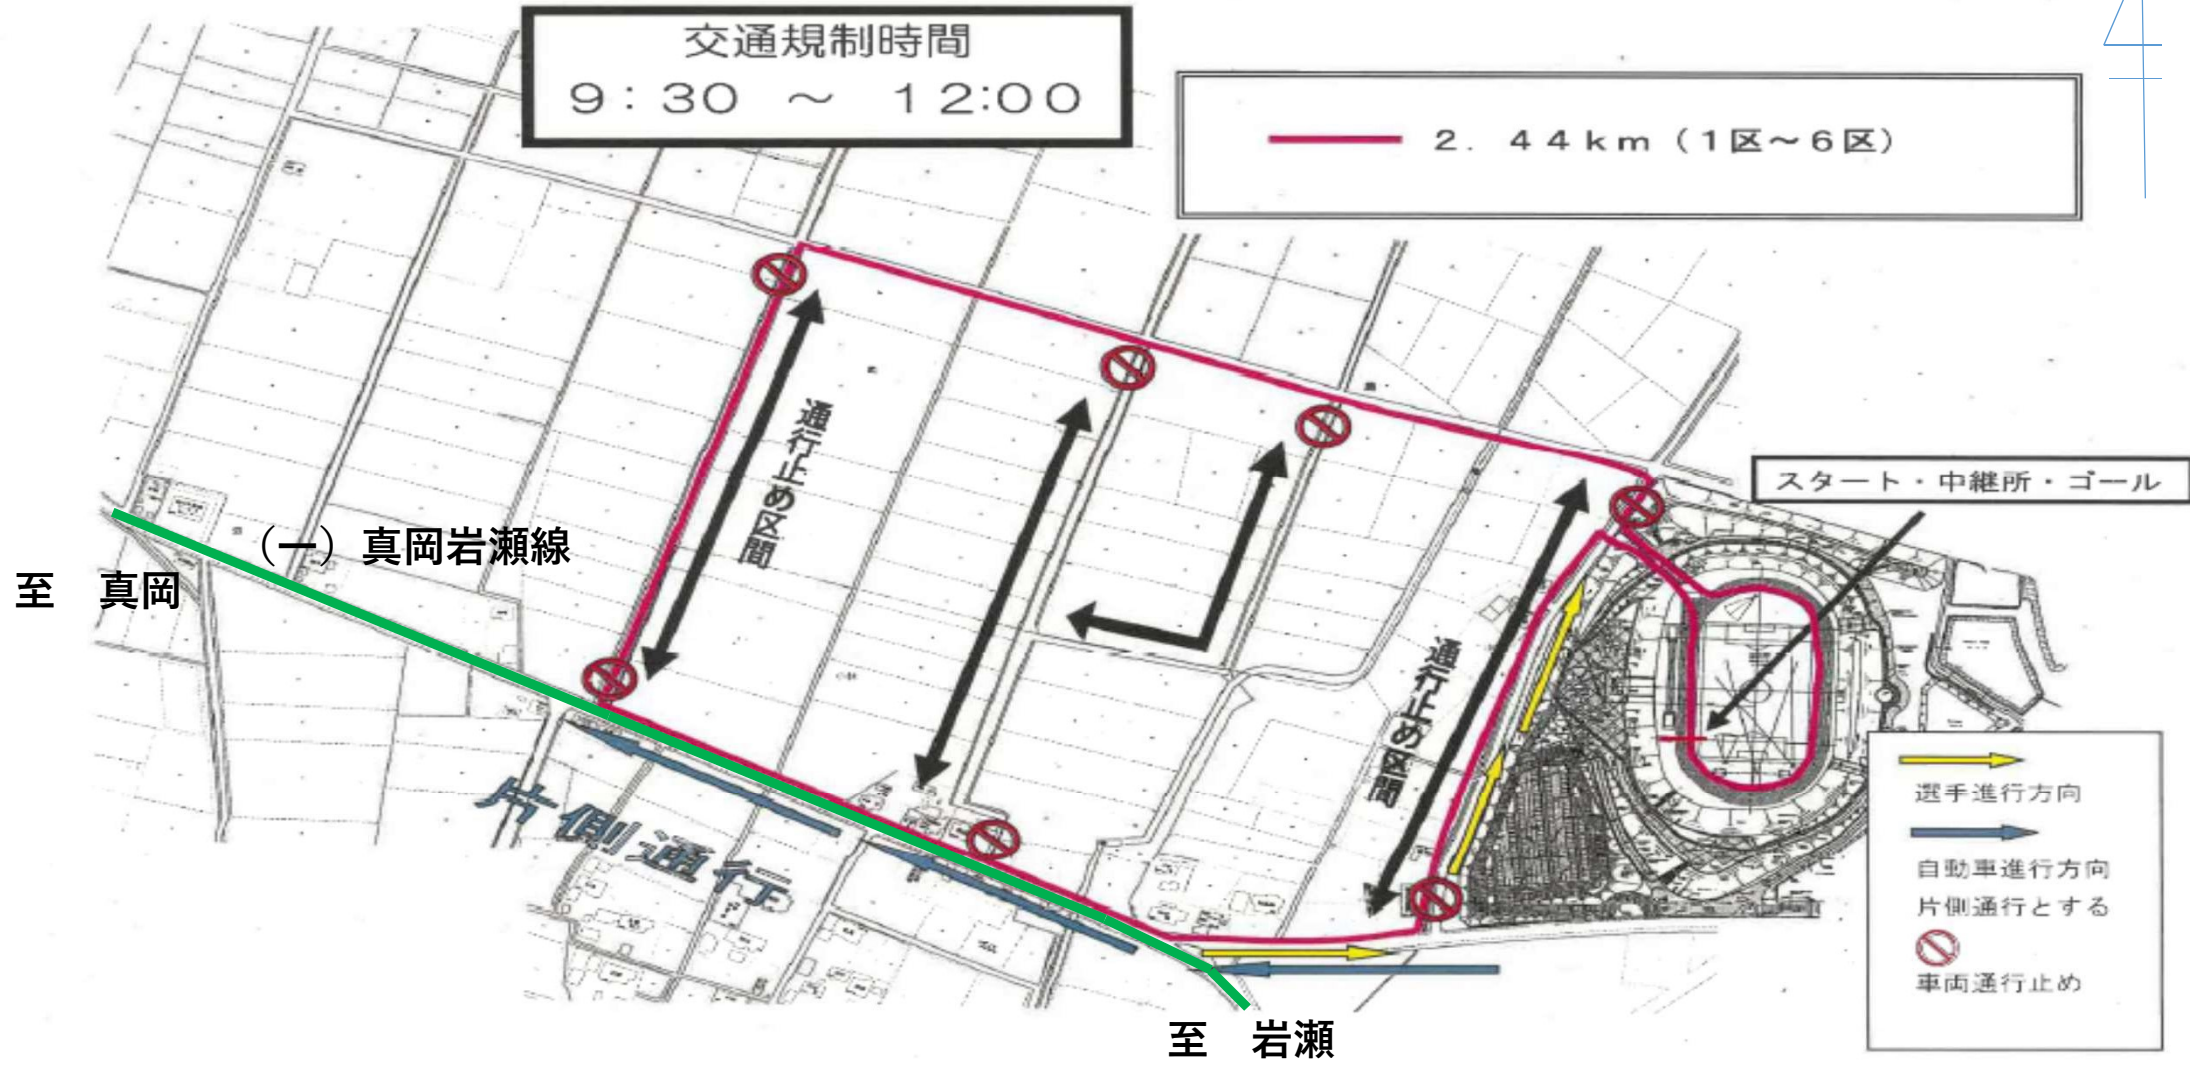 交通規制時間
9：30 ～ 12:00
2．44km（1区～6区）
スタート・中継所・ゴール
通行止め区間
（一）真岡岩瀬線
至　真岡
通行止め区間
片側通行
選手進行方向
自動車進行方向
片側通行とする
車両通行止め
至　岩瀬